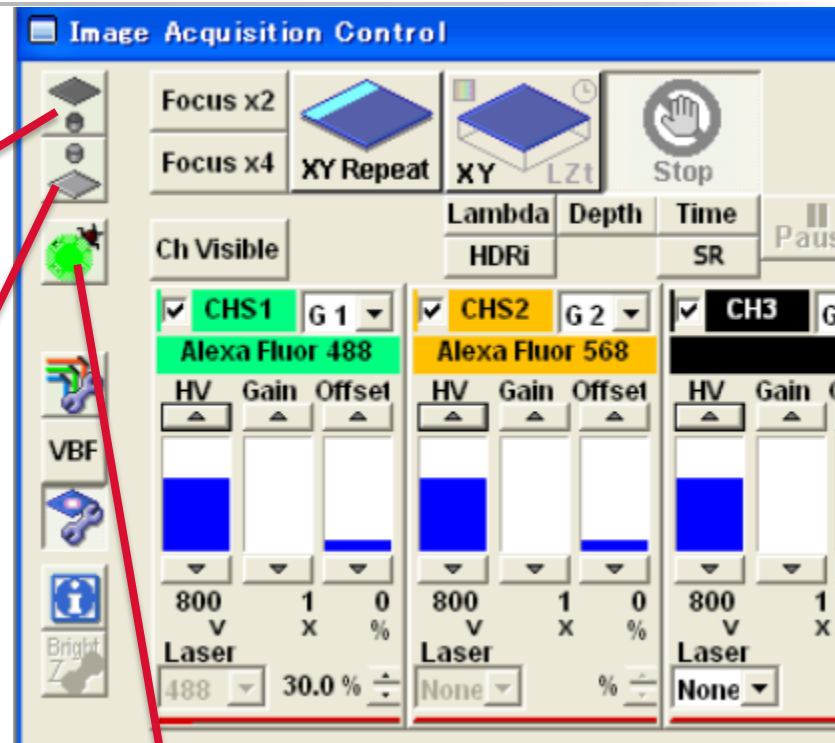 Image Acquisition Control
Focus x2
Focus x4
XY Repeat
XY
LZt
Stop
Lambda Depth Time
Ch Visible
HDRi SR
CHS1 G 1
CHS2 G 2
CH3
Alexa Fluor 488
Alexa Fluor 568
HV Gain Offset
HV Gain Offset
HV Gain
VBF
800 1 0
800 1 0
800 1
V X %
V X %
V X
Bright Z
Laser
Laser
Laser
488 30.0 %
None %
None